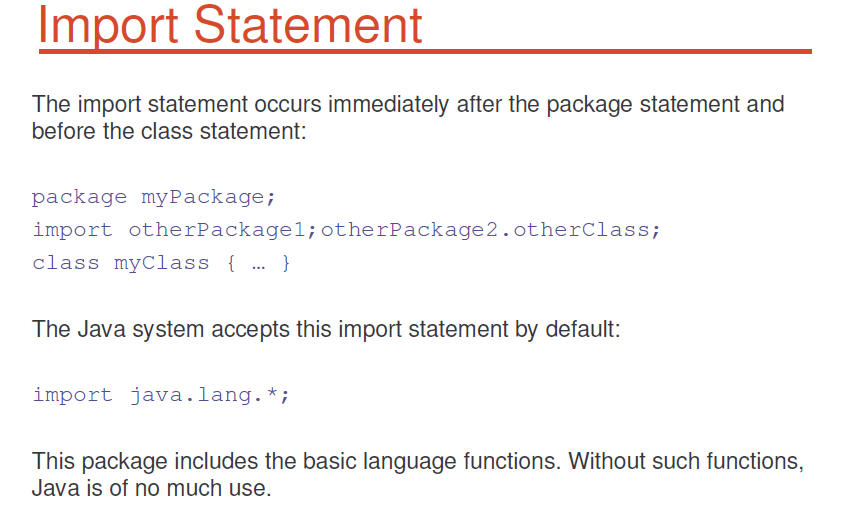 Import Statement
The import statement occurs immediately after the package statement and
before the class statement:
package myPackage;
import otherPackage1;otherPackage2.otherClass;
class myClass { … }
The Java system accepts this import statement by default:
import java.lang.*;
This package includes the basic language functions. Without such functions,
Java is of no much use.